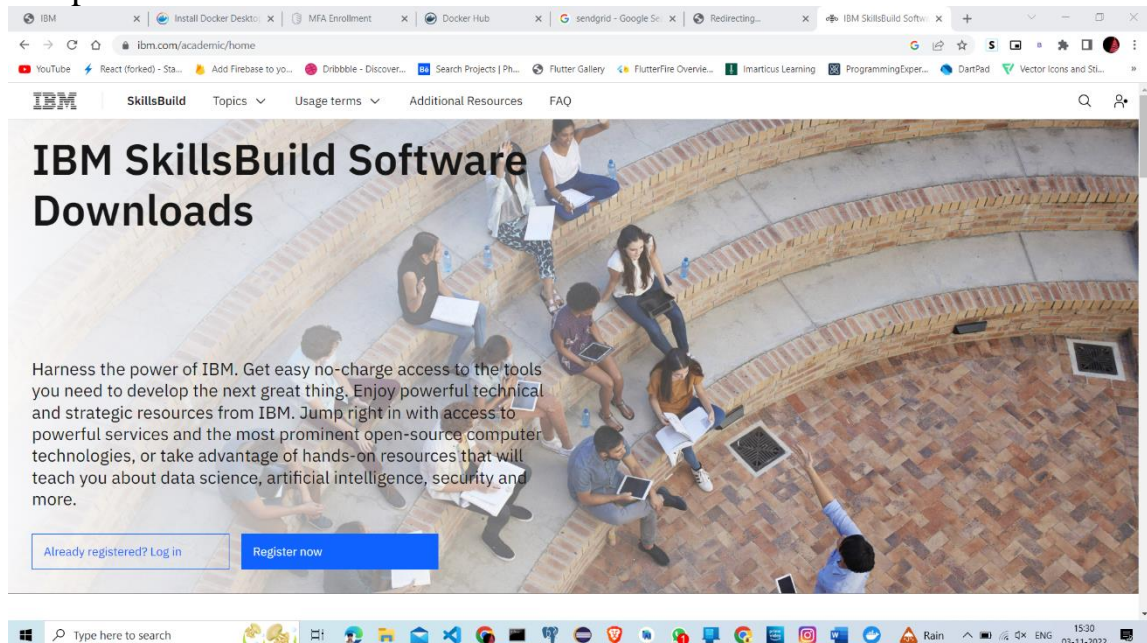 IBM
Install Docker Deskto
MFA Enrollment
Docker Hub
sendgrid - Google Se
Redirecting...
IBM SkillsBuild Softw
ibm.com/academic/home
YouTube
React (forked) - Sta...
Add Firebase to yo...
Dribbble - Discover...
Search Projects | Ph...
Flutter Gallery
FlutterFire Overvie...
Imarticus Learning
ProgrammingExper...
DartPad
Vector Icons and Sti...
IBM
SkillsBuild
Topics
Usage terms
Additional Resources
FAQ
IBM SkillsBuild Software
Downloads
Harness the power of IBM. Get easy no-charge access to the tools
you need to develop the next great thing. Enjoy powerful technical
and strategic resources from IBM. Jump right in with access to
powerful services and the most prominent open-source computer
technologies, or take advantage of hands-on resources that will
teach you about data science, artificial intelligence, security and
more.
Already registered? Log in
Register now
Type here to search
Rain
ENG
15:30
03-11-2022